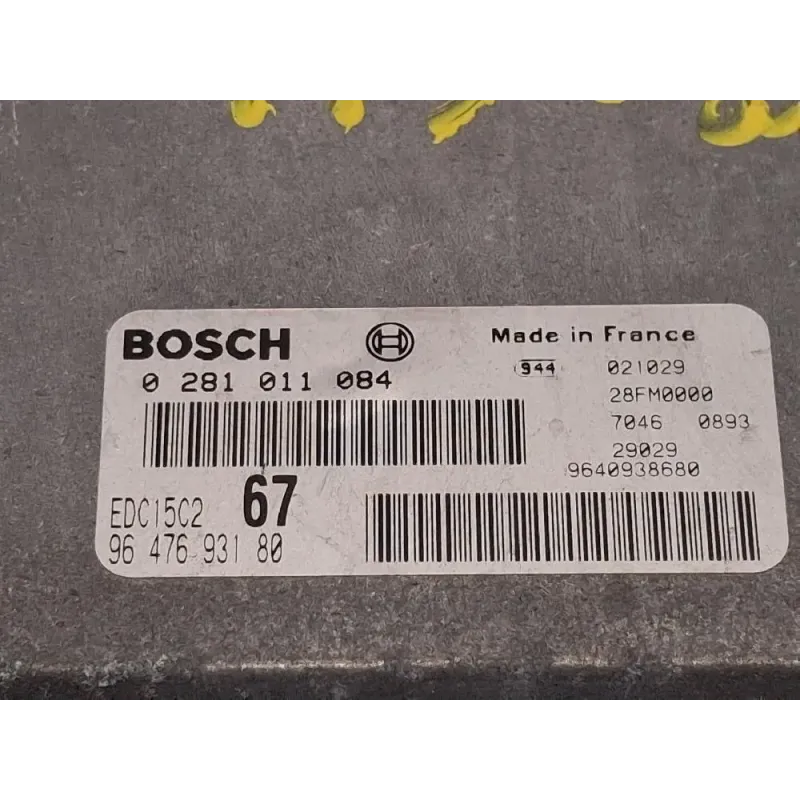 BOSCH Made in France
0 281 011 084 944 021029
28FM0000
7046 0893
29029
9640938680
EDC15C2 67
96 476 931 80